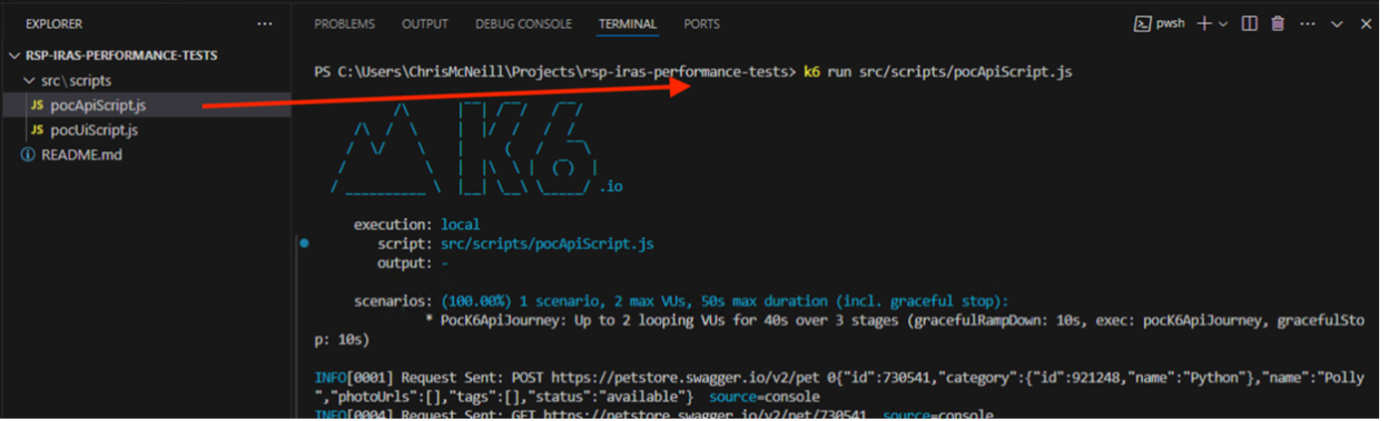 EXPLORER
RSP-IRAS-PERFORMANCE-TESTS
src\scripts
JS pocApiScript.js
JS pocUiScript.js
README.md
PROBLEMS OUTPUT DEBUG CONSOLE TERMINAL PORTS
pwsh
PS C:\Users\ChrisMcNeill\Projects\rsp-iras-performance-tests> k6 run src/scripts/pocApiScript.js
K6
.io
execution: local
script: src/scripts/pocApiScript.js
output: -
scenarios: (100.00%) 1 scenario, 2 max VUs, 50s max duration (incl. graceful stop):
* PocK6ApiJourney: Up to 2 looping VUs for 40s over 3 stages (gracefulRampDown: 10s, exec: pocK6ApiJourney, gracefulSto
p: 10s)
INFO[0001] Request Sent: POST https://petstore.swagger.io/v2/pet 0{"id":730541,"category":{"id":921248,"name":"Python"},"name":"Polly
","photoUrls":[],"tags":[],"status":"available"} source=console
INFO[0004] Request Sent: GET https://petstore.swagger.io/v2/pet/730541 source=console